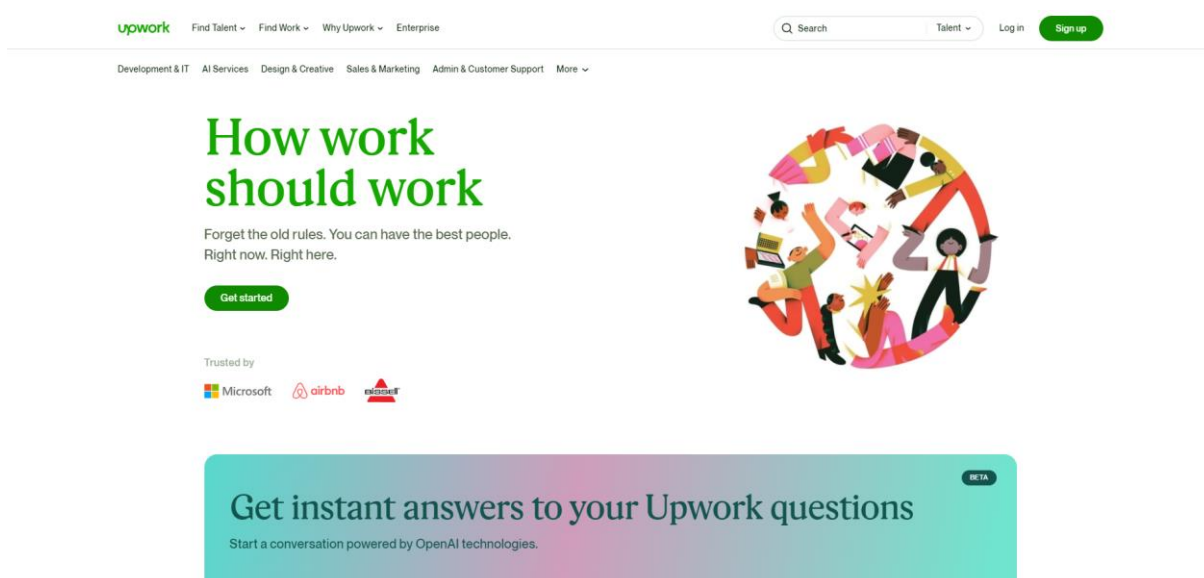 upwork Find Talent Find Work Why Upwork Enterprise Search Talent Log in Sign up
Development & IT AI Services Design & Creative Sales & Marketing Admin & Customer Support More
How work
should work
Forget the old rules. You can have the best people.
Right now. Right here.
Get started
Trusted by
Microsoft airbnb BISSELL
BETA
Get instant answers to your Upwork questions
Start a conversation powered by OpenAI technologies.